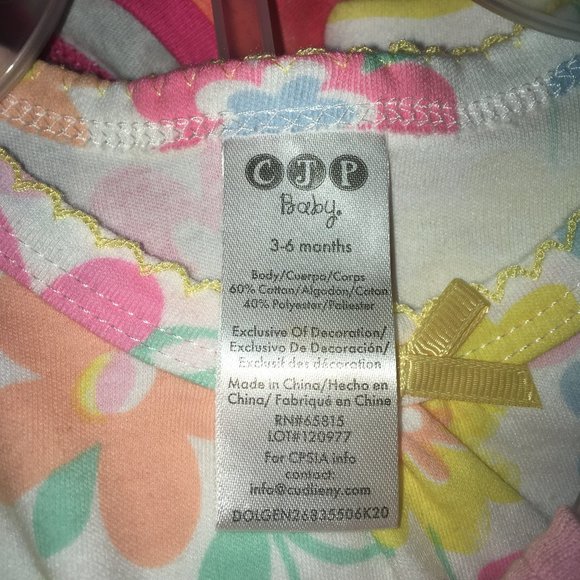 CJP
Baby.
3-6 months
Body/Cuerpo/Corps
60% Cotton/Algodon/Coton
40% Polyester/Poliester
Exclusive Of Decoration/
Exclusivo De Decoración/
Exclusif des décoration
Made in China/Hecho en
China/ Fabriqué en Chine
RN#65815
LOT#120977
For CPSIA info
contact:
info@cudlieny.com
DOLGEN26835506K20